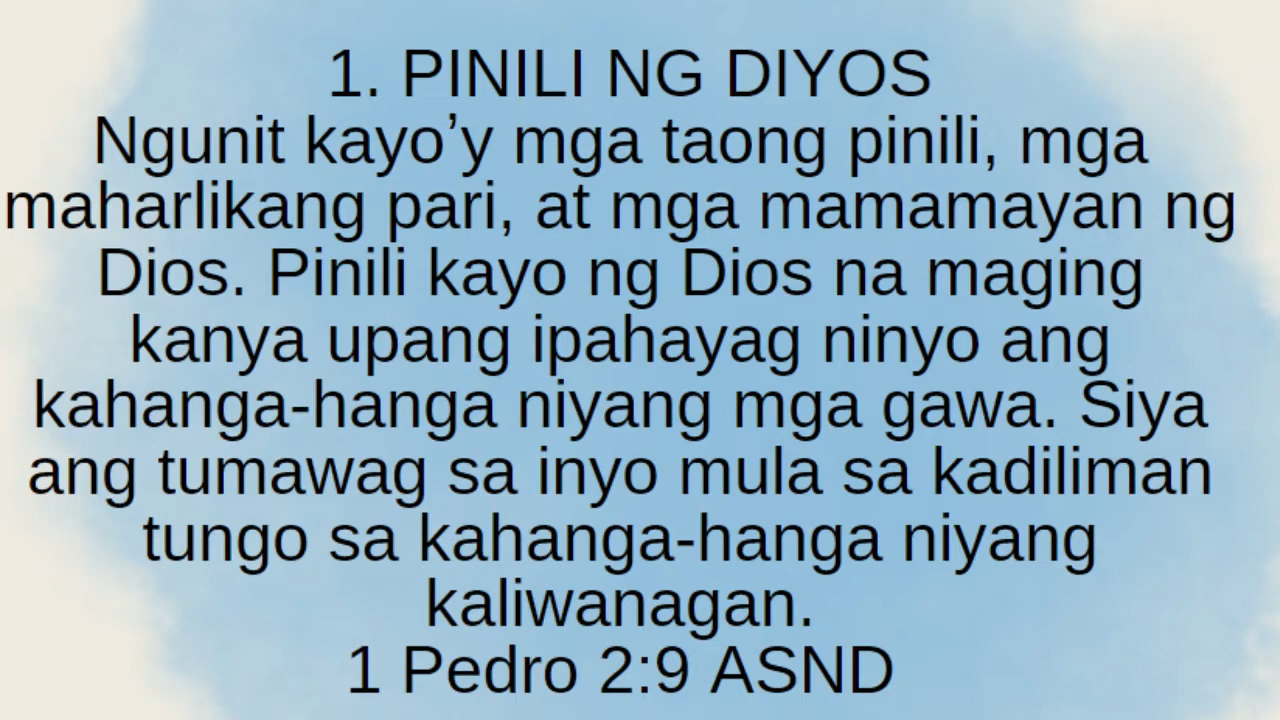 1. PINILI NG DIYOS
Ngunit kayo’y mga taong pinili, mga
maharlikang pari, at mga mamamayan ng
Dios. Pinili kayo ng Dios na maging
kanya upang ipahayag ninyo ang
kahanga-hanga niyang mga gawa. Siya
ang tumawag sa inyo mula sa kadiliman
tungo sa kahanga-hanga niyang
kaliwanagan.
1 Pedro 2:9 ASND